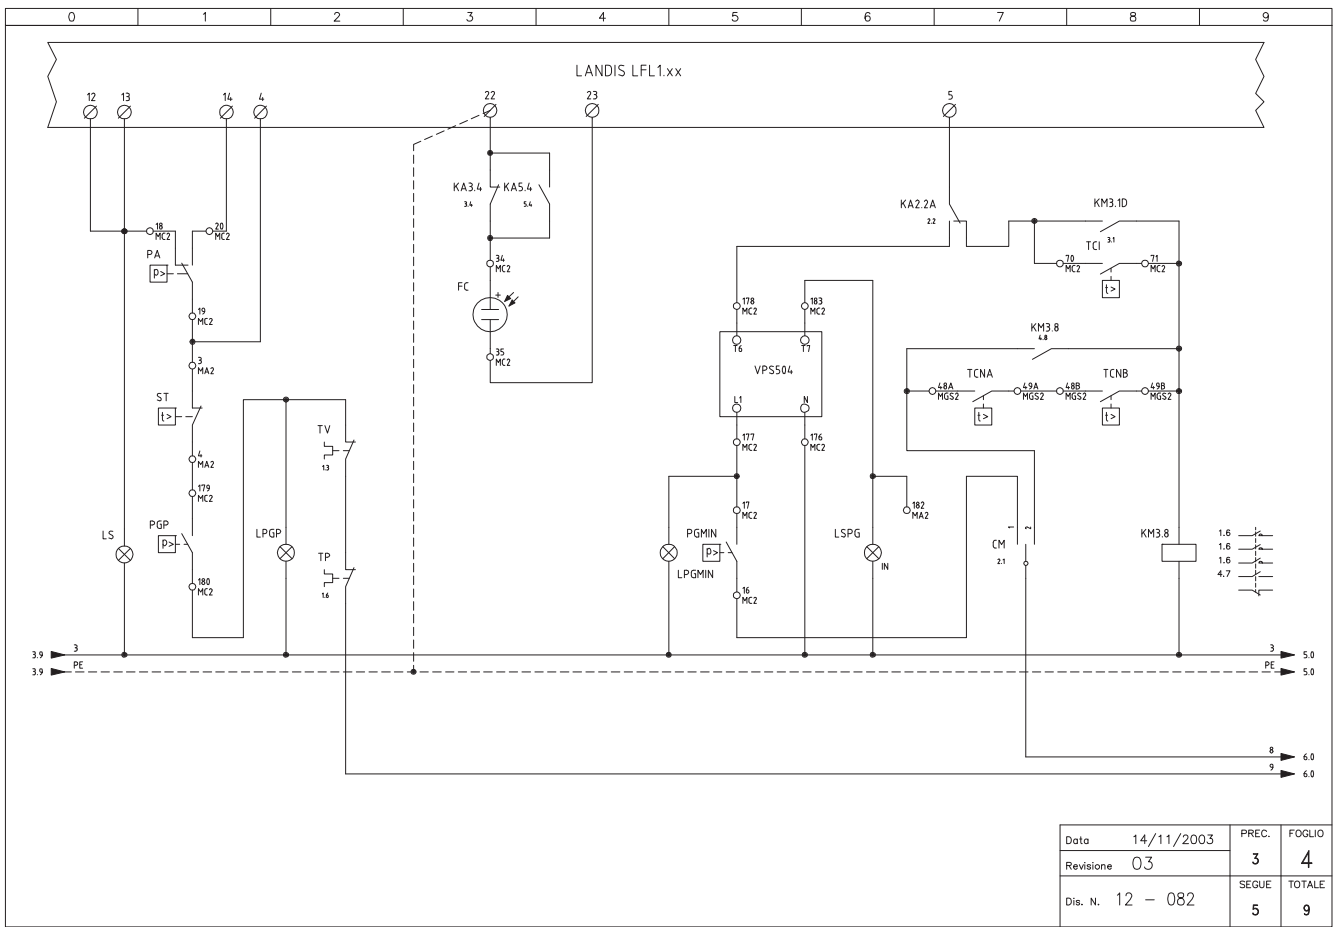 0 1 2 3 4 5 6 7 8 9
LANDIS LFL1.xx
12 13 14 4 22 23 5
KA3.4 KA5.4
3.4 5.4
KA2.2A
2.2
KM3.1D
3.1
18
MC2
20
MC2
PA
P>
TCI
70
MC2
71
MC2
t>
34
MC2
FC
+
35
MC2
19
MC2
3
MA2
178
MC2
183
MC2
T6 T7
VPS504
L1 N
KM3.8
4.8
TCNA TCNB
48A
MGS2
49A
MGS2
48B
MGS2
49B
MGS2
t> t>
ST
t>
TV
1.3
177
MC2
176
MC2
4
MA2
179
MC2
17
MC2
182
MA2
LS
PGP
P>
LPGP
TP
1.6
PGMIN
P>
LPGMIN
LSPG
IN
1 2
CM
2.1
KM3.8
1.6
1.6
1.6
4.7
180
MC2
16
MC2
3.9 3 3 5.0
3.9 PE PE 5.0
8 6.0
9 6.0
Data 14/11/2003 PREC. FOGLIO
Revisione 03 3 4
Dis. N. 12 - 082 SEGUE TOTALE
5 9